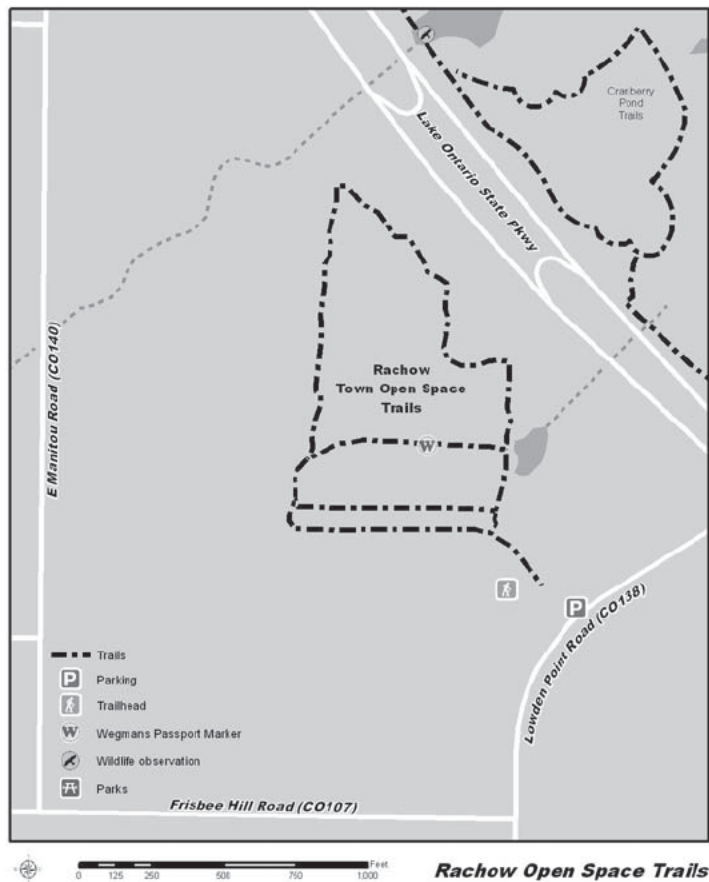 Cranberry
Pond
Trails
Lake Ontario State Pkwy
Rachow
Town Open Space
Trails
W
E Manitou Road (CO140)
P
Lowden Point Road (CO138)
Trails
P
Parking
Trailhead
W
Wegmans Passport Marker
Wildlife observation
Parks
Frisbee Hill Road (CO107)
Feet
0 125 250 500 750 1,000
Rachow Open Space Trails